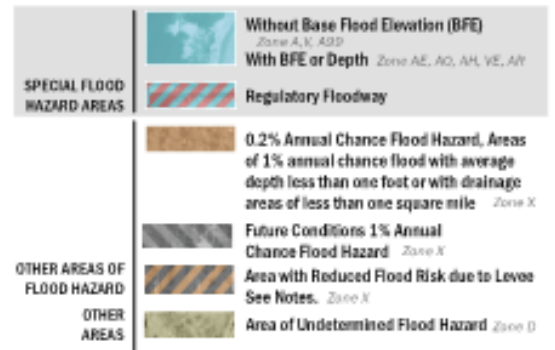 Without Base Flood Elevation (BFE)
Zone A,V, A99
With BFE or Depth Zone AE, AO, AH, VE, AR
SPECIAL FLOOD
HAZARD AREAS
Regulatory Floodway
0.2% Annual Chance Flood Hazard, Areas
of 1% annual chance flood with average
depth less than one foot or with drainage
areas of less than one square mile Zone X
Future Conditions 1% Annual
Chance Flood Hazard Zone X
OTHER AREAS OF
FLOOD HAZARD
Area with Reduced Flood Risk due to Levee
See Notes. Zone X
OTHER
AREAS
Area of Undetermined Flood Hazard Zone D